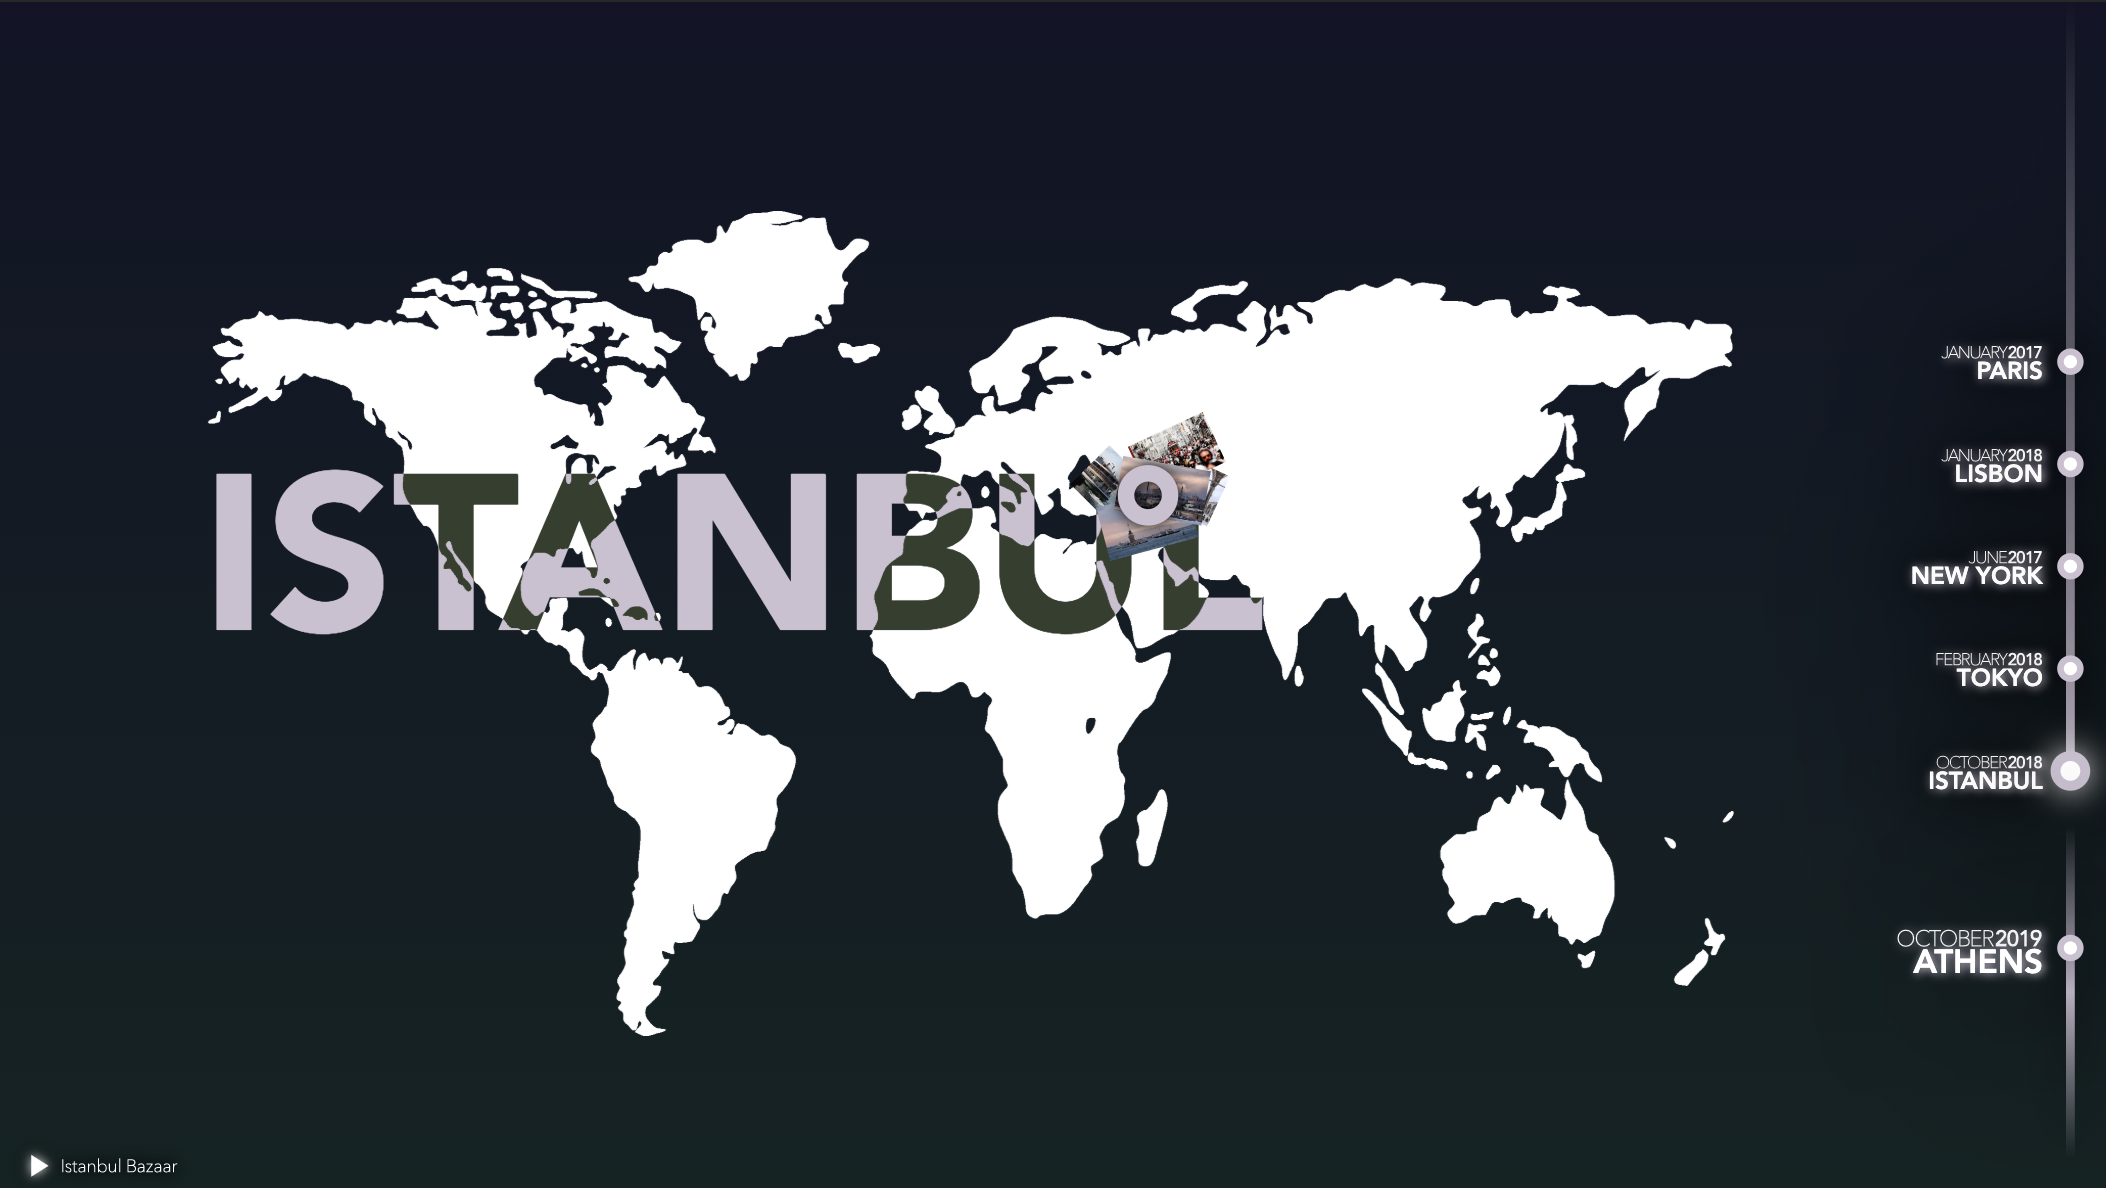 ISTANBUL
JANUARY2017
PARIS
JANUARY2018
LISBON
JUNE2017
NEW YORK
FEBRUARY2018
TOKYO
OCTOBER2018
ISTANBUL
OCTOBER2019
ATHENS
Istanbul Bazaar